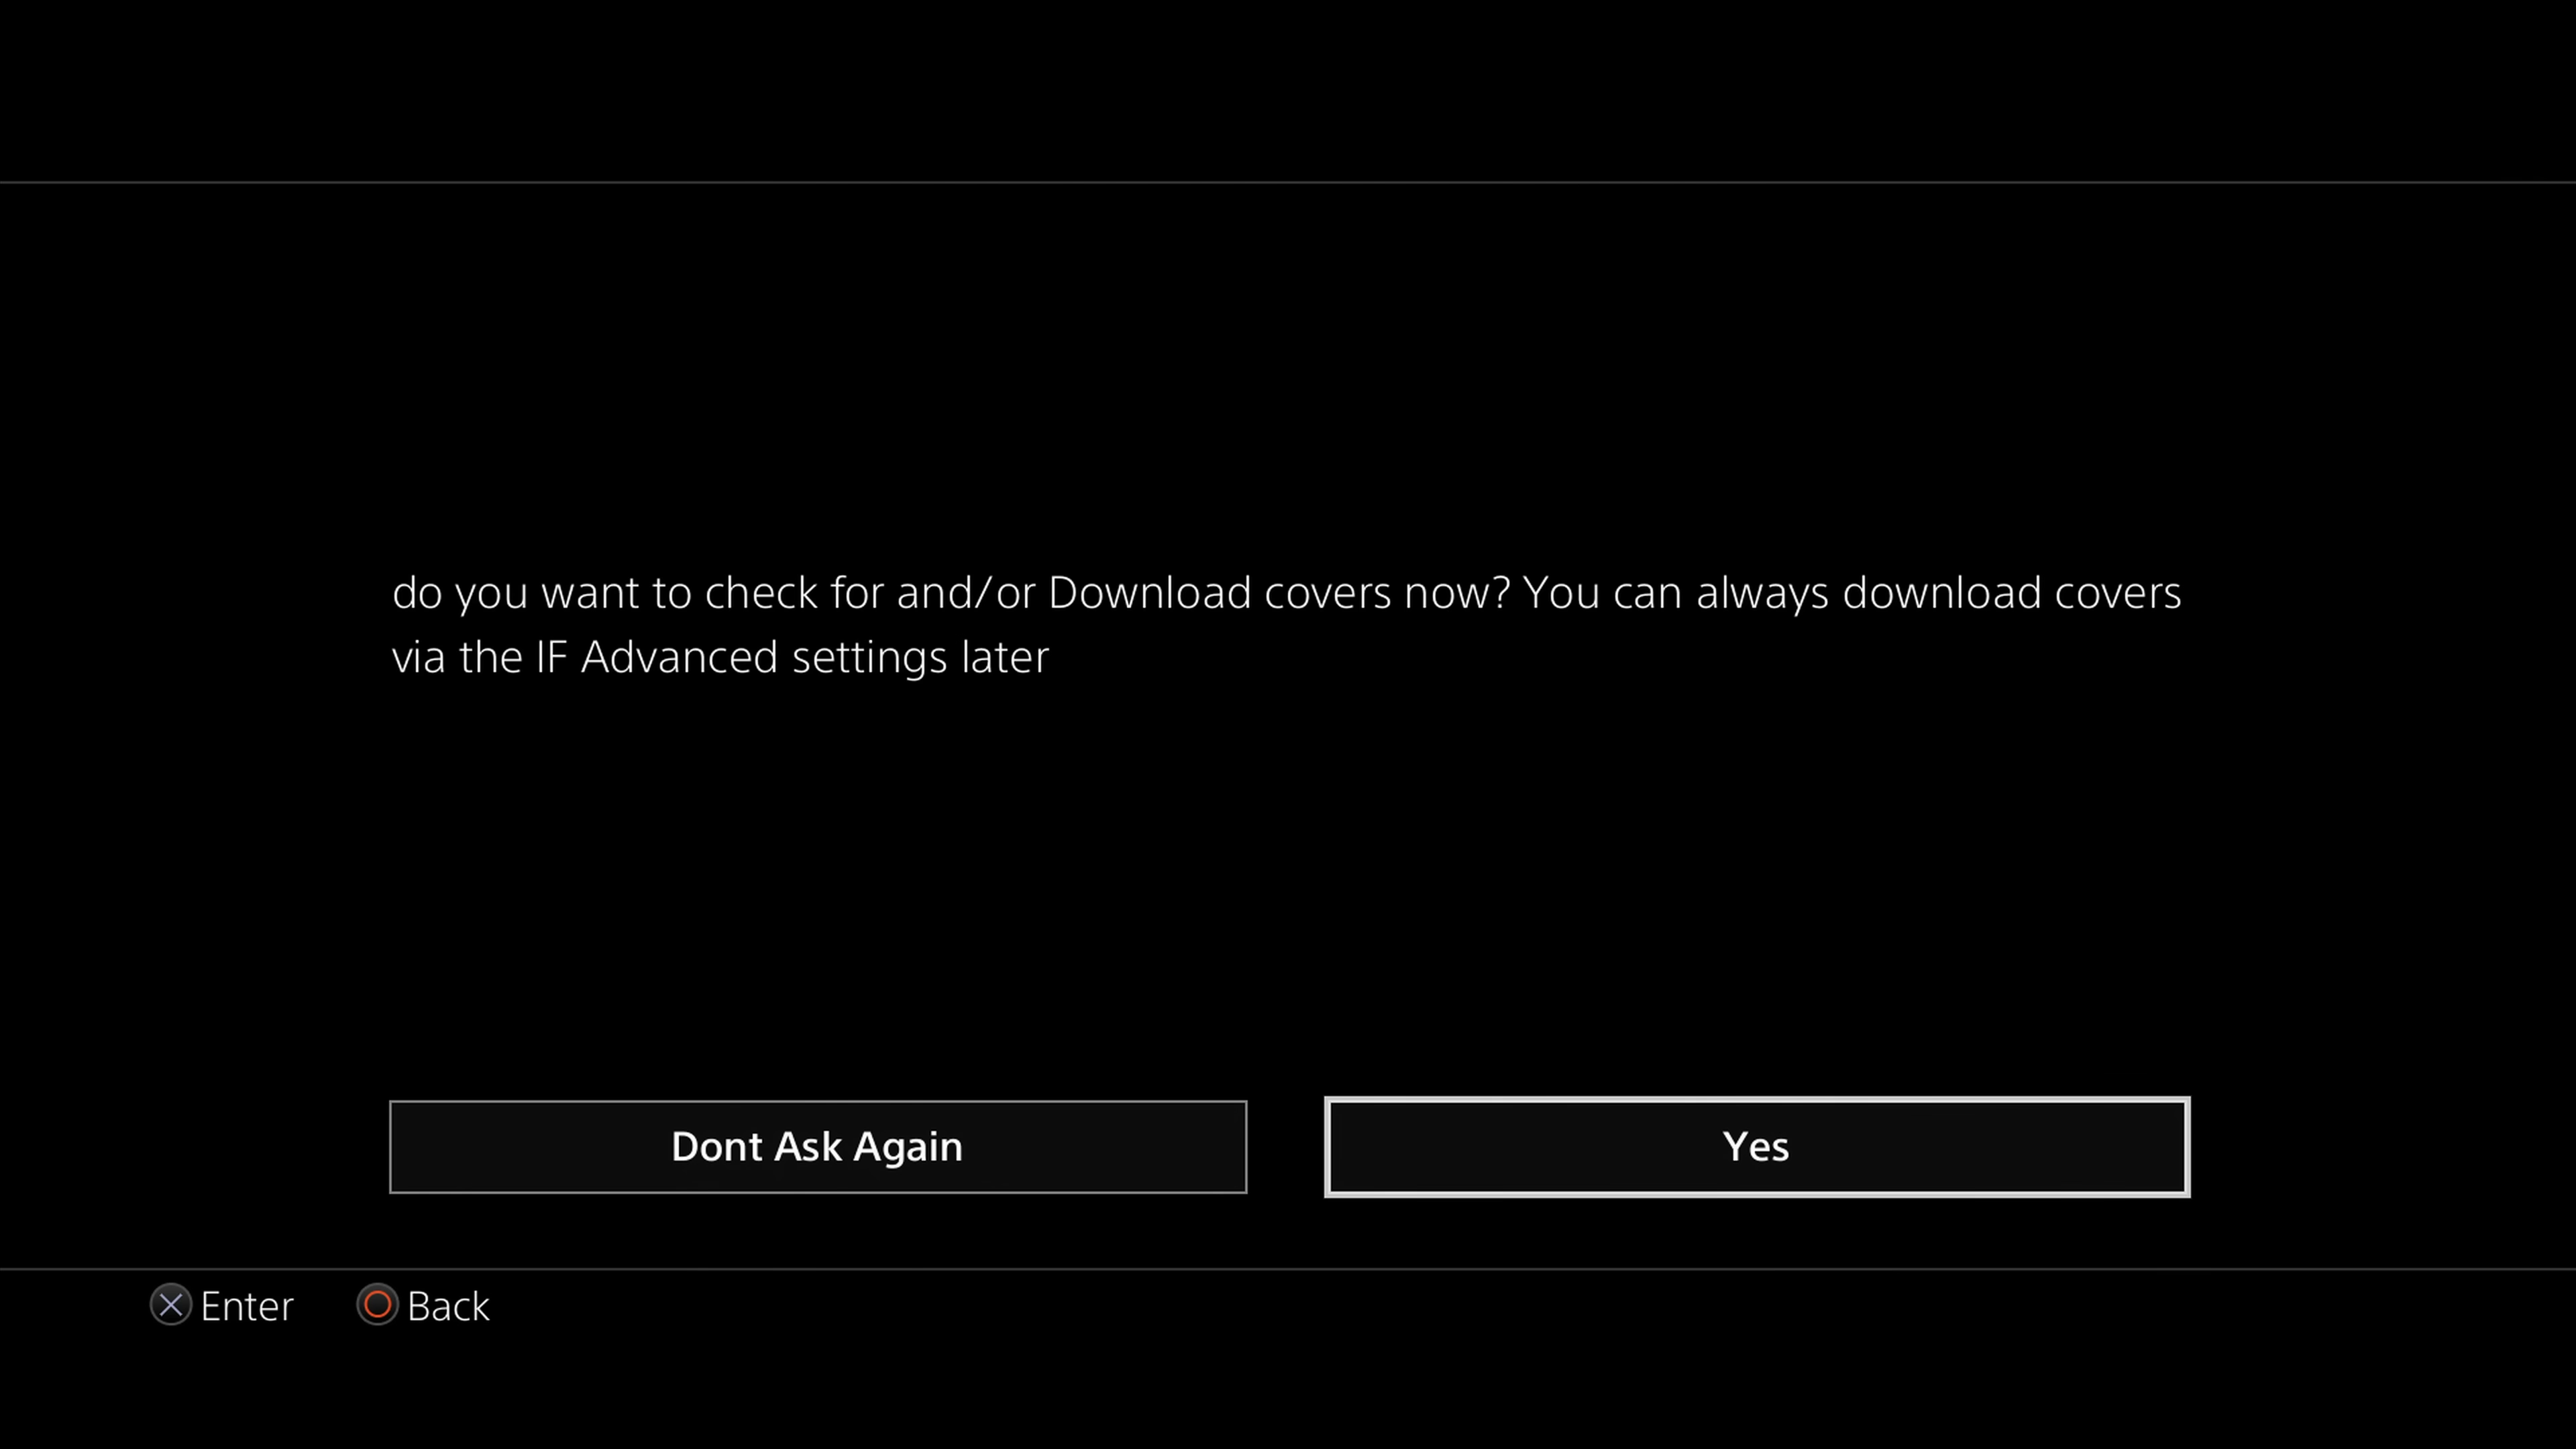 do you want to check for and/or Download covers now? You can always download covers
via the IF Advanced settings later
Dont Ask Again
Yes
Enter
Back